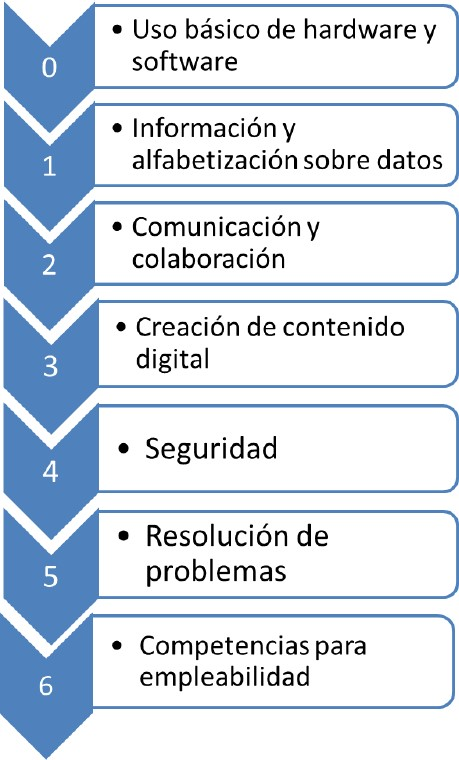 0
• Uso básico de hardware y
software
1
• Información y
alfabetización sobre datos
2
• Comunicación y
colaboración
3
• Creación de contenido
digital
4
• Seguridad
5
• Resolución de
problemas
6
• Competencias para
empleabilidad